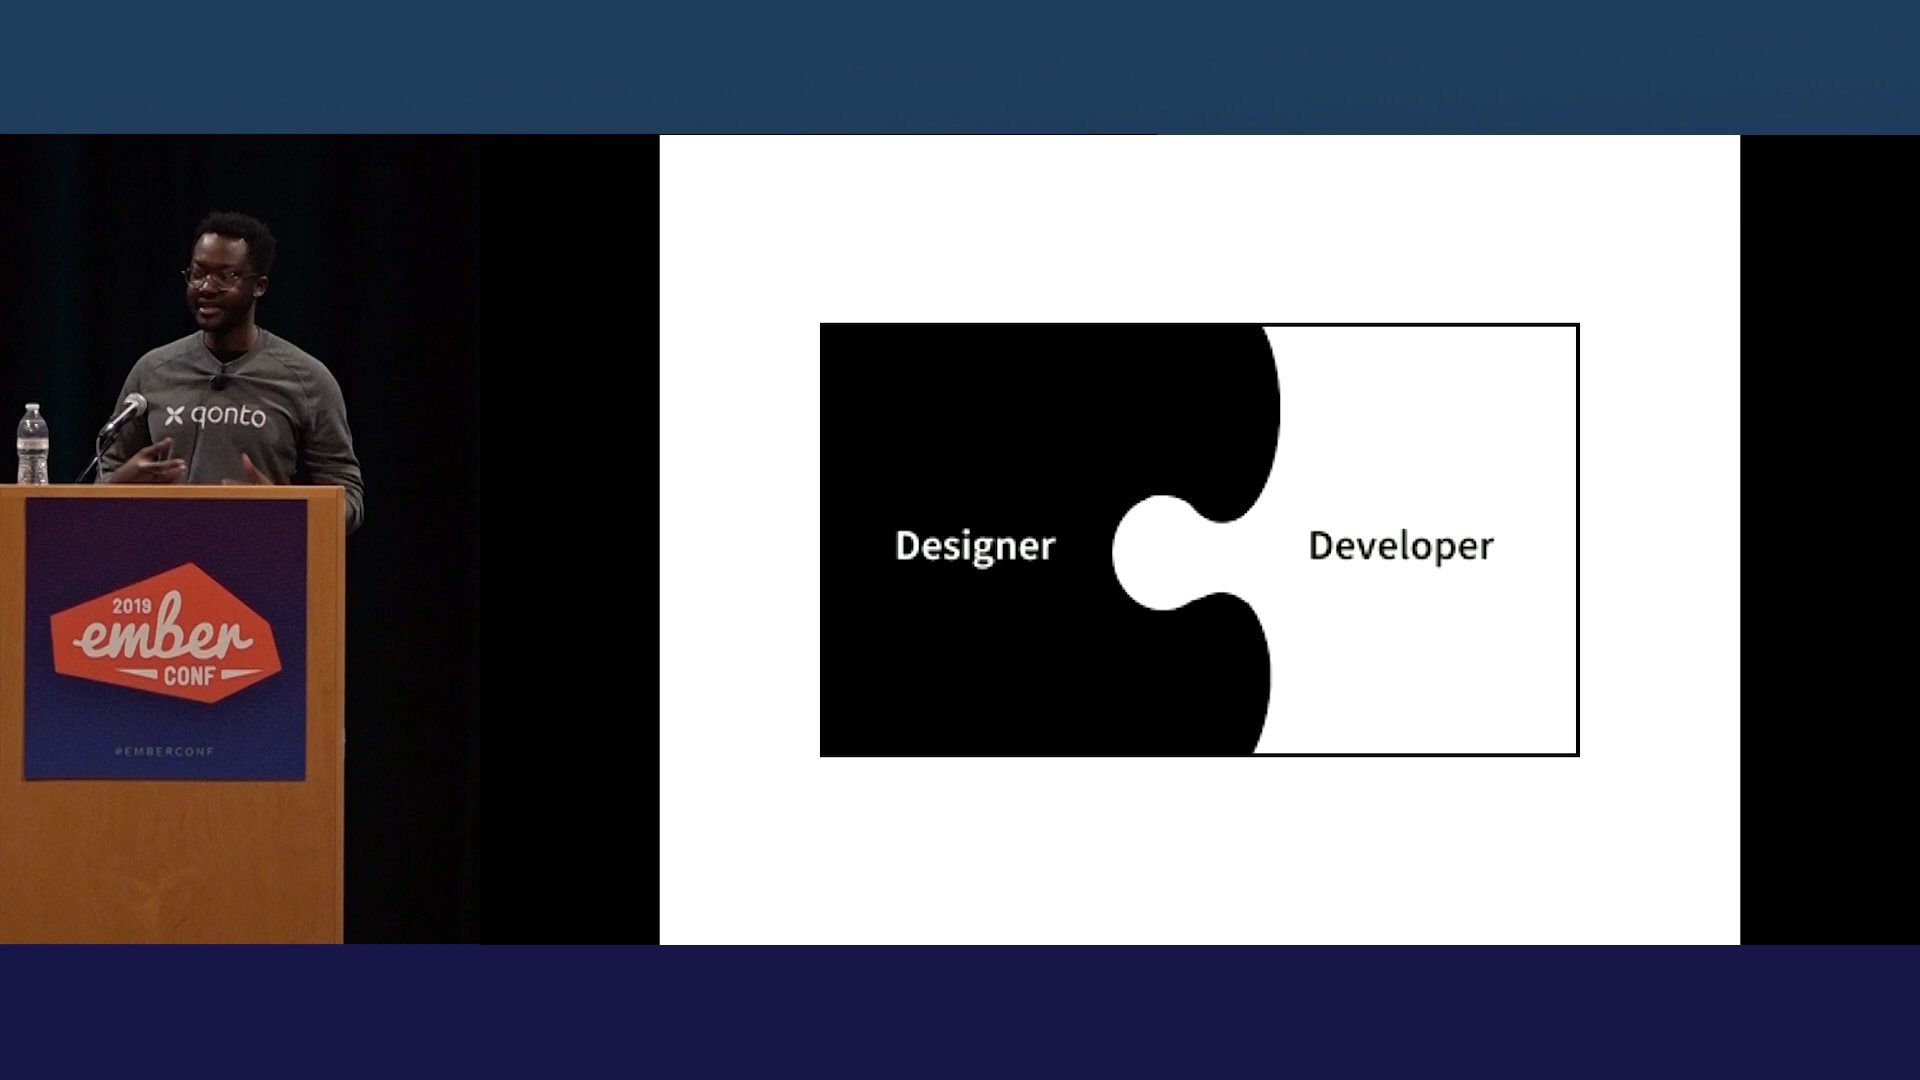 qonto
2019
ember
CONF
#EMBERCONF
Designer
Developer